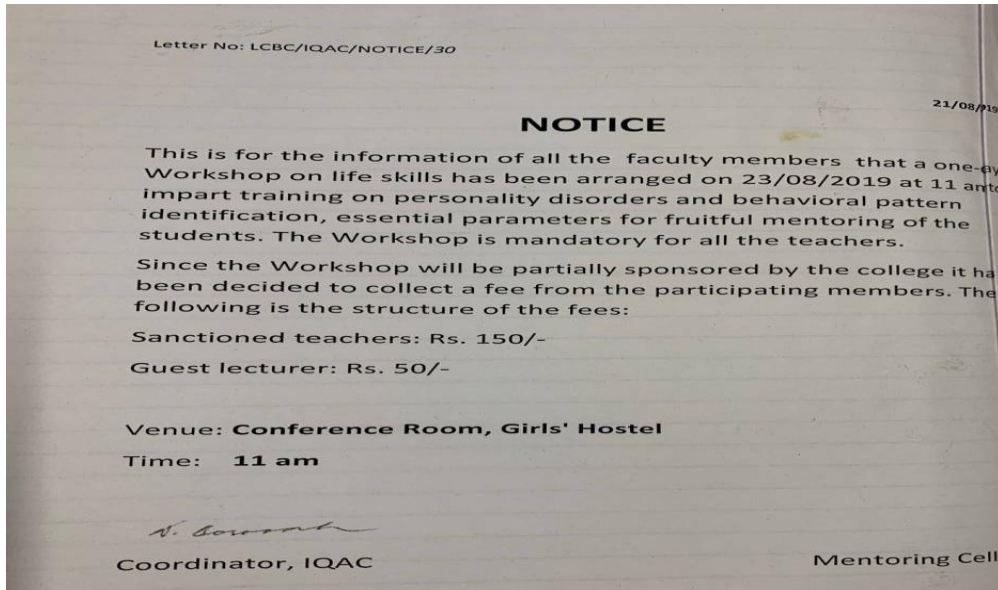 Letter No: LCBC/IQAC/NOTICE/30
21/08/
NOTICE
This is for the information of all the faculty members that a one-
Workshop on life skills has been arranged on 23/08/2019 at 11
impart training on personality disorders and behavioral pattern
identification, essential parameters for fruitful mentoring of the
students. The Workshop is mandatory for all the teachers.
Since the Workshop will be partially sponsored by the college it ha
been decided to collect a fee from the participating members. The
following is the structure of the fees:
Sanctioned teachers: Rs. 150/-
Guest lecturer: Rs. 50/-
Venue: Conference Room, Girls' Hostel
Time: 11 am
Coordinator, IQAC
Mentoring Cell